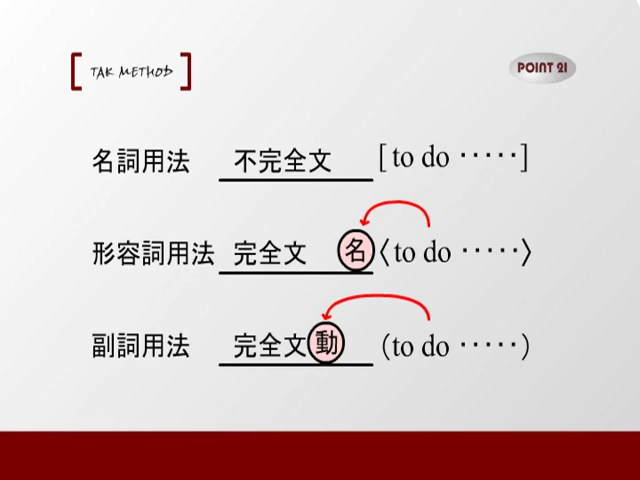 [TAK METHOD]
POINT 21
名詞用法 不完全文 [to do ・・・・・]
形容詞用法 完全文 名 〈to do ・・・・・〉
副詞用法 完全文 動 (to do ・・・・・)